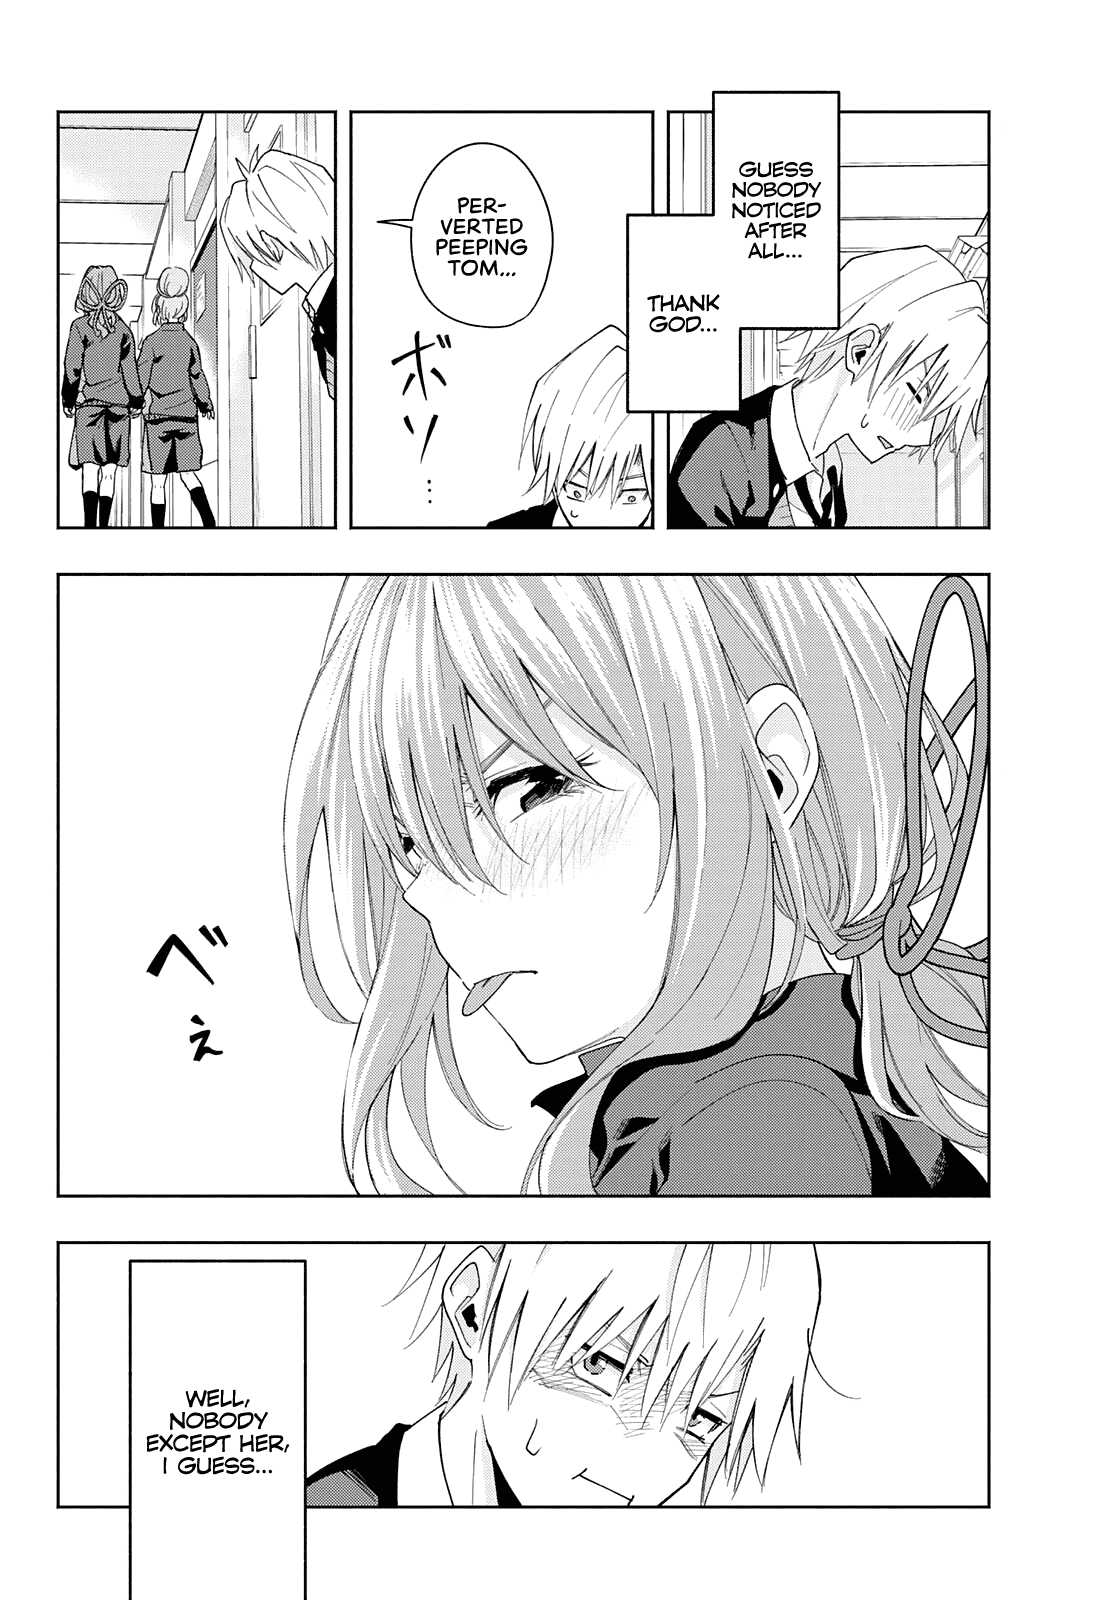 GUESS
NOBODY
NOTICED
AFTER
ALL...
THANK
GOD...
PER-
VERTED
PEEPING
TOM...
ボソ
...
べぇ
WELL,
NOBODY
EXCEPT HER,
I GUESS...